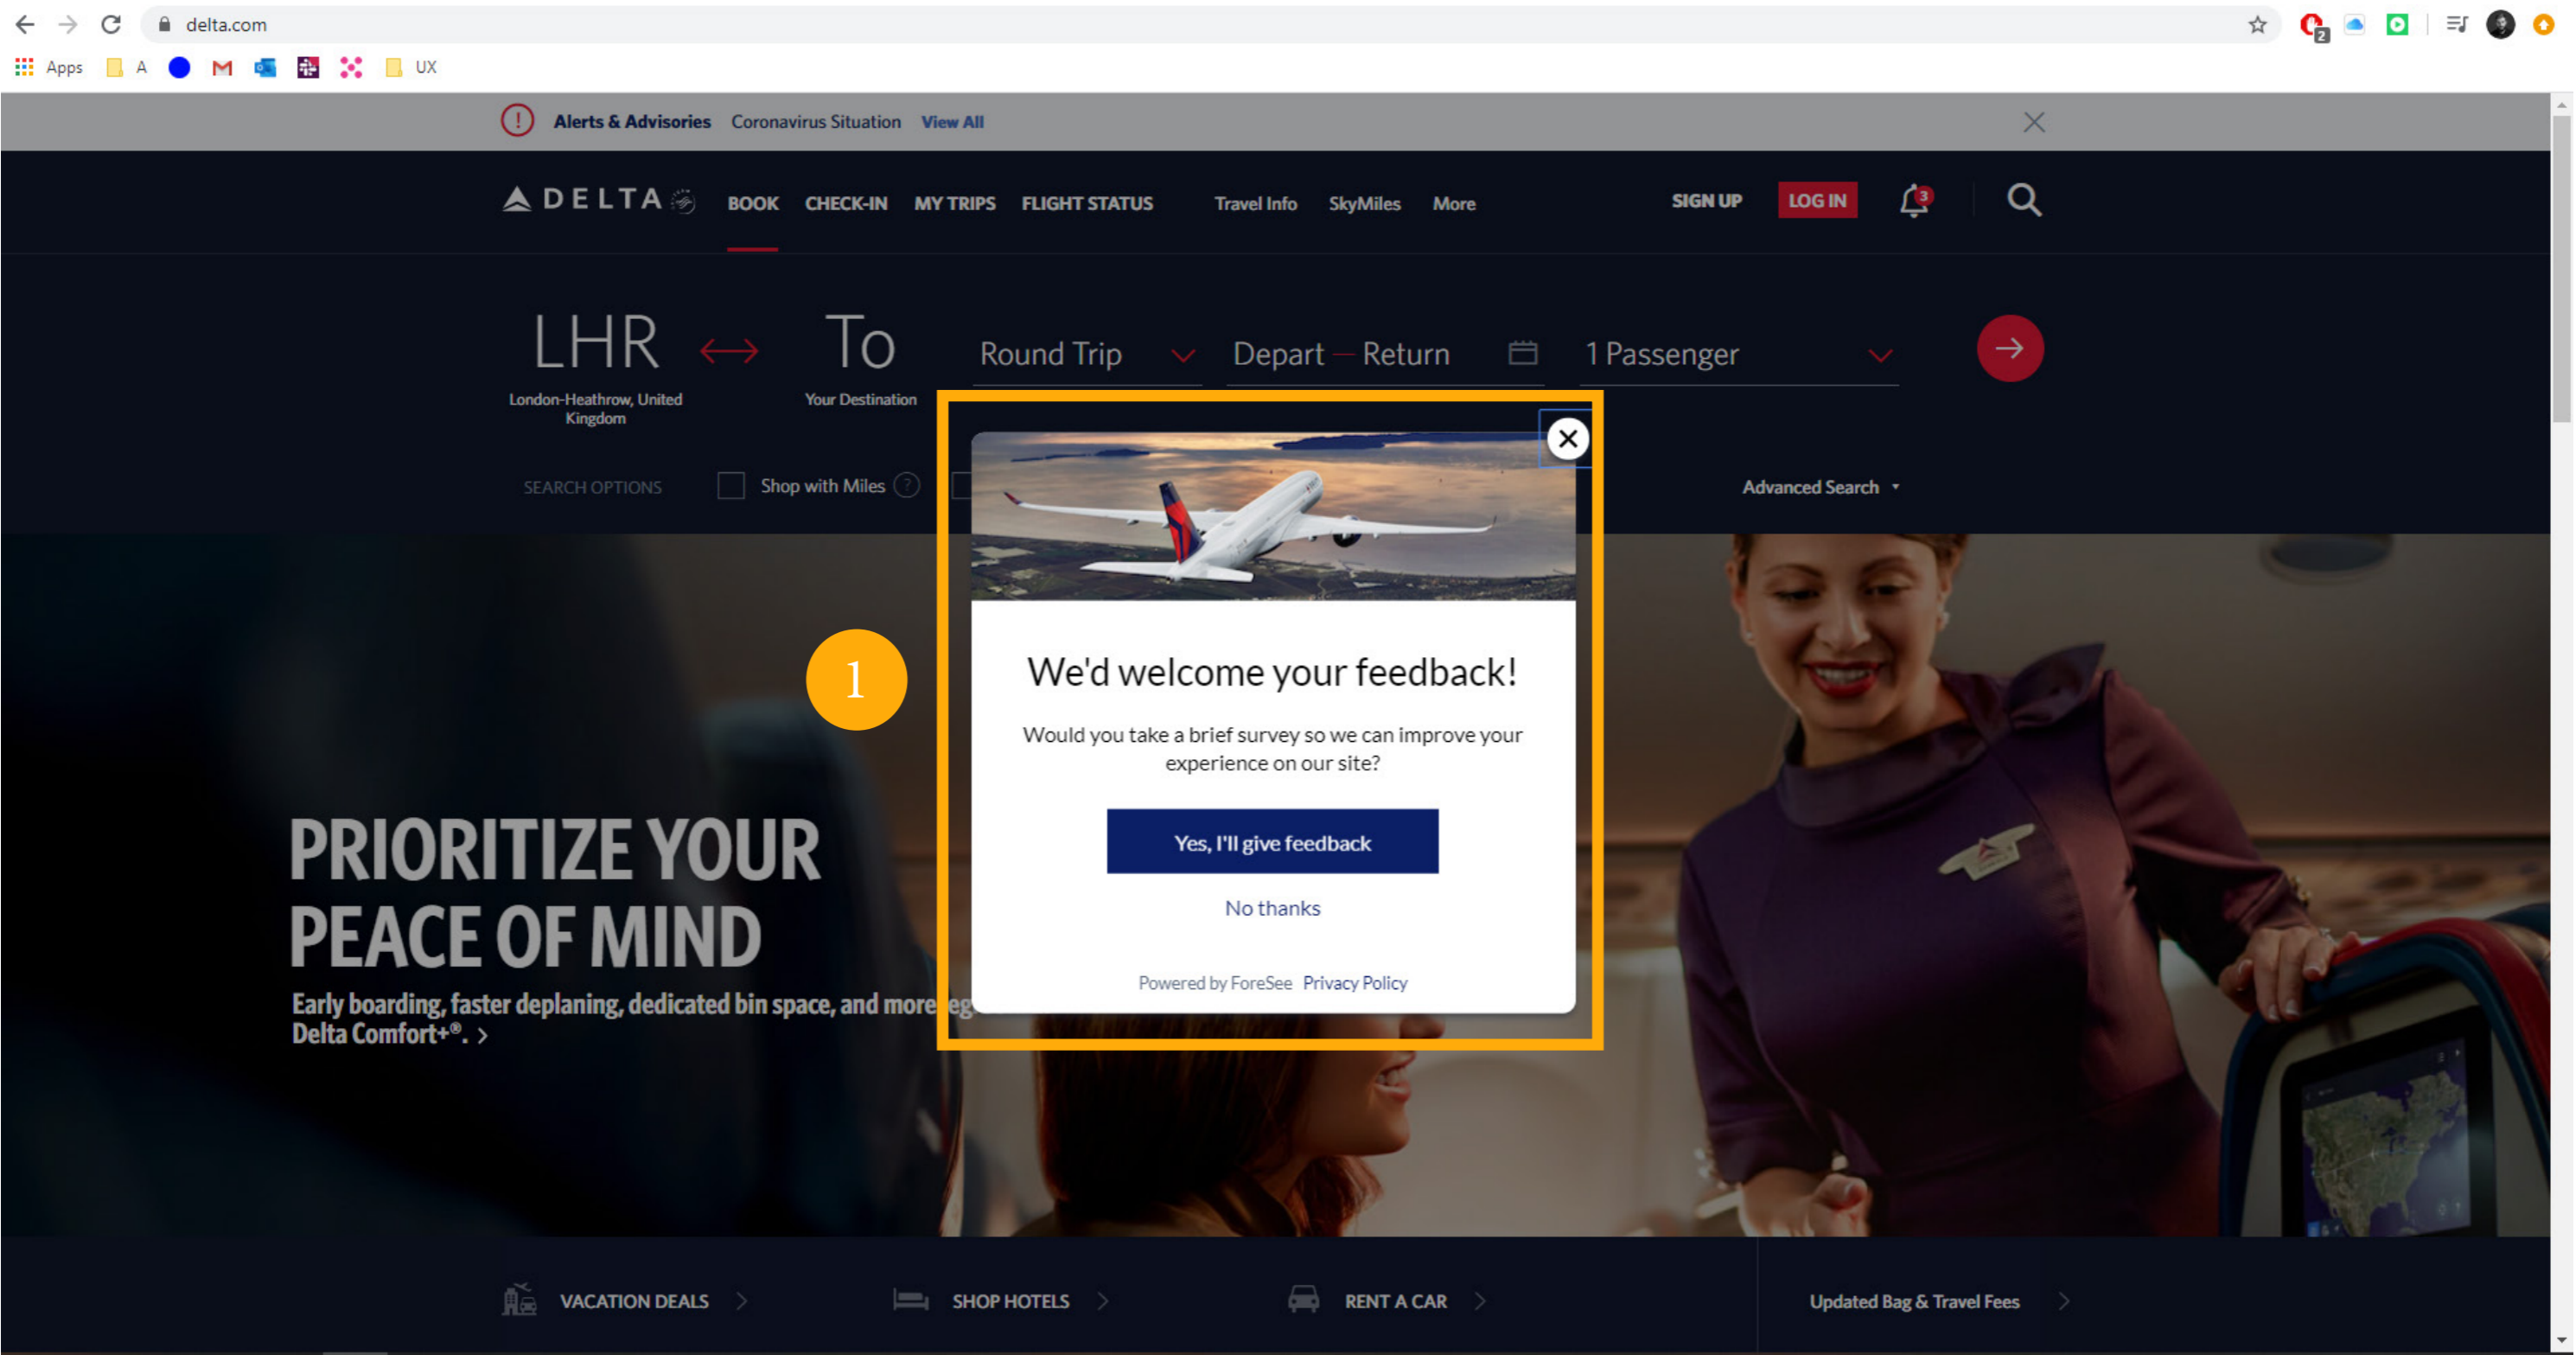 delta.com
2
Apps A UX
Alerts & Advisories Coronavirus Situation View All
DELTA BOOK CHECK-IN MY TRIPS FLIGHT STATUS Travel Info SkyMiles More SIGN UP LOG IN 3
LHR To Round Trip Depart — Return 1 Passenger
London-Heathrow, United
Kingdom
Your Destination
SEARCH OPTIONS Shop with Miles ? Advanced Search
1
We'd welcome your feedback!
Would you take a brief survey so we can improve your
experience on our site?
Yes, I'll give feedback
No thanks
Powered by ForeSee Privacy Policy
PRIORITIZE YOUR
PEACE OF MIND
Early boarding, faster deplaning, dedicated bin space, and more eg
Delta Comfort+®. >
VACATION DEALS SHOP HOTELS RENT A CAR Updated Bag & Travel Fees